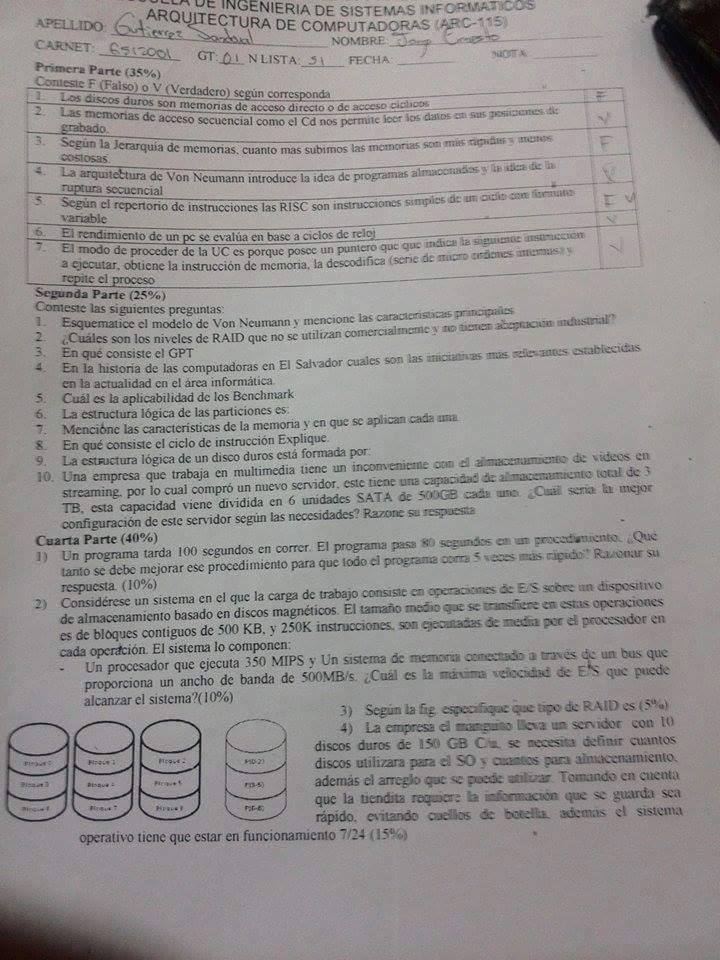 DE INGENIERIA DE SISTEMAS INFORMATICOS
ARQUITECTURA DE COMPUTADORAS (ARC-115)
APELLIDO: Gutierrez Sandoval NOMBRE: Ernesto
CARNET: GS12001 GT: 01 N LISTA: 51 FECHA NOTA
Primera Parte (35%)
Conteste F (Falso) o V (Verdadero) según corresponda
1. Los discos duros son memorias de acceso directo o de acceso cíclicos F
2. Las memorias de acceso secuencial como el Cd nos permite leer los datos en sus posiciones de V
grabado.
3. Según la Jerarquía de memorias, cuanto mas subimos las memorias son más rápidas y menos F
costosas.
4. La arquitectura de Von Neumann introduce la idea de programas almacenados y la idea de la V
ruptura secuencial
5. Según el repertorio de instrucciones las RISC son instrucciones simples de un ciclo con formato F V
variable
6. El rendimiento de un pc se evalúa en base a ciclos de reloj V
7. El modo de proceder de la UC es porque posee un puntero que que indica la siguiente instrucción V
a ejecutar, obtiene la instrucción de memoria, la descodifica (serie de micro ordenes internas) y
repite el proceso
Segunda Parte (25%)
Conteste las siguientes preguntas:
1. Esquematice el modelo de Von Neumann y mencione las características principales
2. ¿Cuáles son los niveles de RAID que no se utilizan comercialmente y no tienen aceptación industrial?
3. En qué consiste el GPT
4. En la historia de las computadoras en El Salvador cuales son las iniciativas mas relevantes establecidas
en la actualidad en el área informática.
5. Cuál es la aplicabilidad de los Benchmark
6. La estructura lógica de las particiones es:
7. Mencione las características de la memoria y en que se aplican cada una.
8. En qué consiste el ciclo de instrucción Explique.
9. La estructura lógica de un disco duros está formada por:
10. Una empresa que trabaja en multimedia tiene un inconveniente con el almacenamiento de videos en
streaming, por lo cual compró un nuevo servidor, este tiene una capacidad de almacenamiento total de 3
TB, esta capacidad viene dividida en 6 unidades SATA de 500GB cada uno. ¿Cuál sería la mejor
configuración de este servidor según las necesidades? Razone su respuesta
Cuarta Parte (40%)
1) Un programa tarda 100 segundos en correr. El programa pasa 80 segundos en un procedimiento. ¿Qué
tanto se debe mejorar ese procedimiento para que todo el programa corra 5 veces más rápido? Razonar su
respuesta. (10%)
2) Considérese un sistema en el que la carga de trabajo consiste en operaciones de E/S sobre un dispositivo
de almacenamiento basado en discos magnéticos. El tamaño medio que se transfiere en estas operaciones
es de bloques contiguos de 500 KB, y 250K instrucciones, son ejecutadas de media por el procesador en
cada operación. El sistema lo componen:
- Un procesador que ejecuta 350 MIPS y Un sistema de memoria conectado a través de un bus que
proporciona un ancho de banda de 500MB/s. ¿Cuál es la máxima velocidad de E/S que puede
alcanzar el sistema?(10%)
3) Según la fig. especifique que tipo de RAID es (5%)
4) La empresa el manguito lleva un servidor con 10
discos duros de 150 GB C/u, se necesita definir cuantos
discos utilizara para el SO y cuantos para almacenamiento,
además el arreglo que se puede utilizar. Tomando en cuenta
que la tiendita requiere la información que se guarda sea
rápido, evitando cuellos de botella, ademas el sistema
operativo tiene que estar en funcionamiento 7/24 (15%)
Bloque 0 Bloque 1 Bloque 2 P(0-2)
Bloque 3 Bloque 4 Bloque 5 P(3-5)
Bloque 6 Bloque 7 Bloque 8 P(6-8)